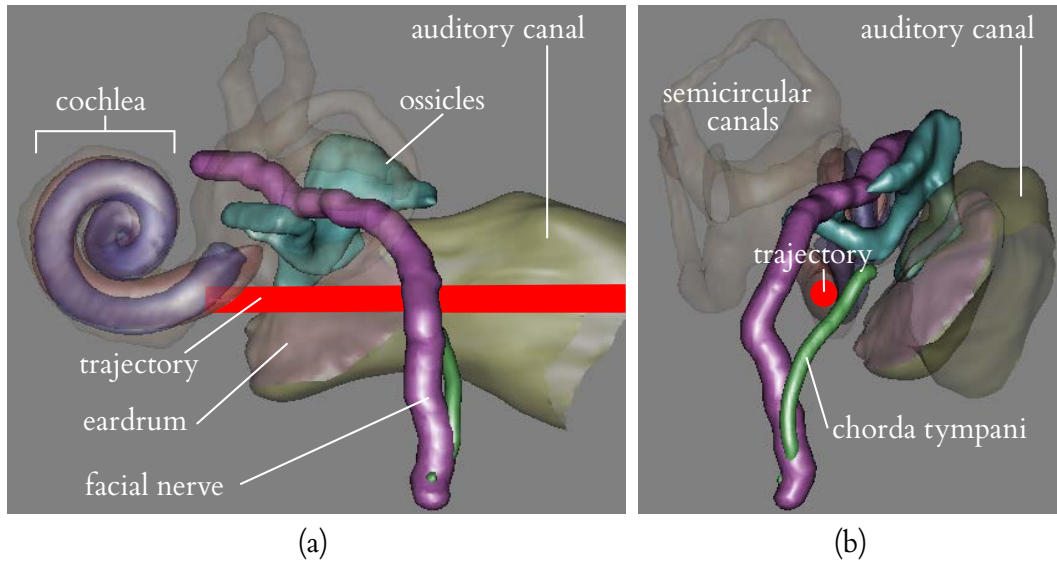 auditory canal
cochlea
ossicles
trajectory
eardrum
facial nerve
(a)
auditory canal
semicircular
canals
trajectory
chorda tympani
(b)